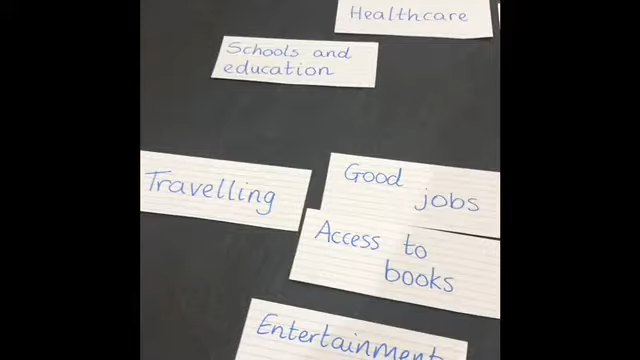 Healthcare
Schools and
education
Travelling
Good
jobs
Access to
books
Entertainment